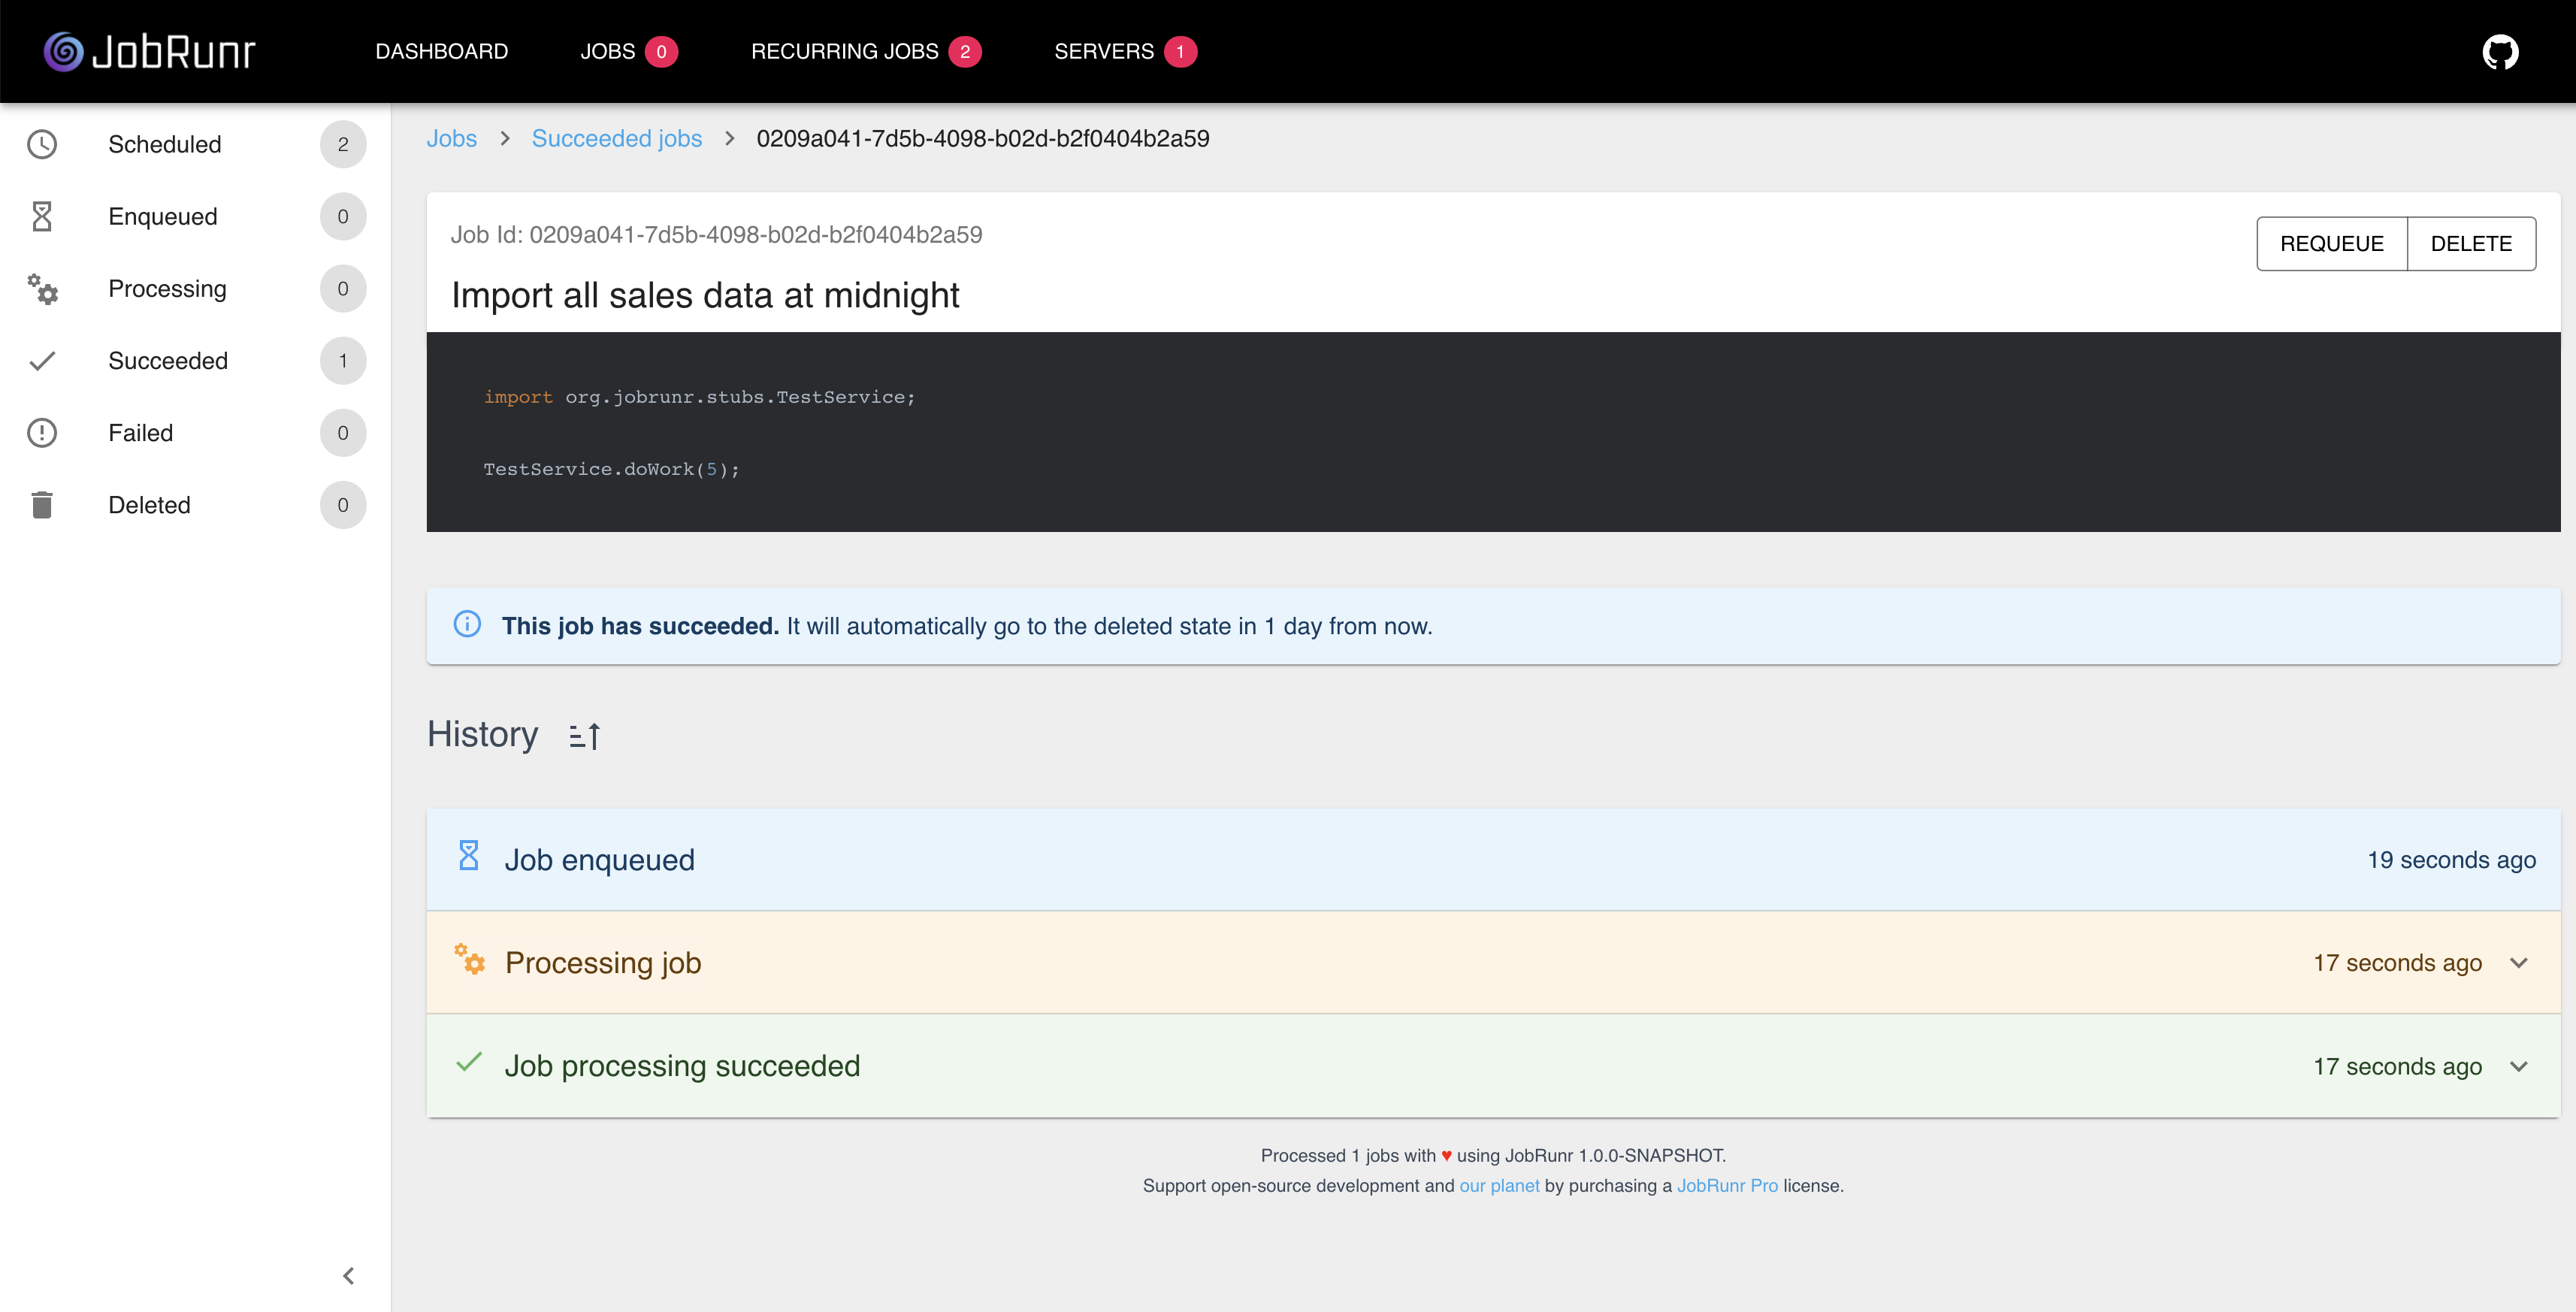 JobRunr DASHBOARD JOBS 0 RECURRING JOBS 2 SERVERS 1
Scheduled 2
Enqueued 0
Processing 0
Succeeded 1
Failed 0
Deleted 0
Jobs > Succeeded jobs > 0209a041-7d5b-4098-b02d-b2f0404b2a59
Job Id: 0209a041-7d5b-4098-b02d-b2f0404b2a59
REQUEUE DELETE
Import all sales data at midnight
import org.jobrunr.stubs.TestService;
TestService.doWork(5);
This job has succeeded. It will automatically go to the deleted state in 1 day from now.
History
Job enqueued 19 seconds ago
Processing job 17 seconds ago
Job processing succeeded 17 seconds ago
Processed 1 jobs with ♥ using JobRunr 1.0.0-SNAPSHOT.
Support open-source development and our planet by purchasing a JobRunr Pro license.